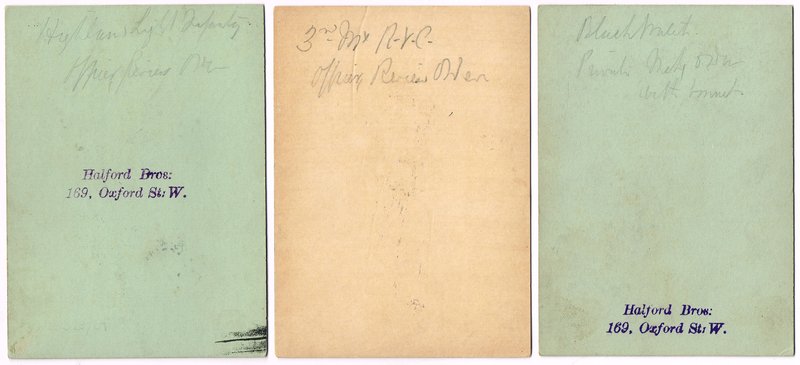 Highland Light Infantry.
Officer Review Order
Halford Bros:
169, Oxford St: W.
3rd Mx R.V.C.
Officer Review Order
Black Watch.
Private Review Order
with bonnet.
Halford Bros:
169, Oxford St: W.